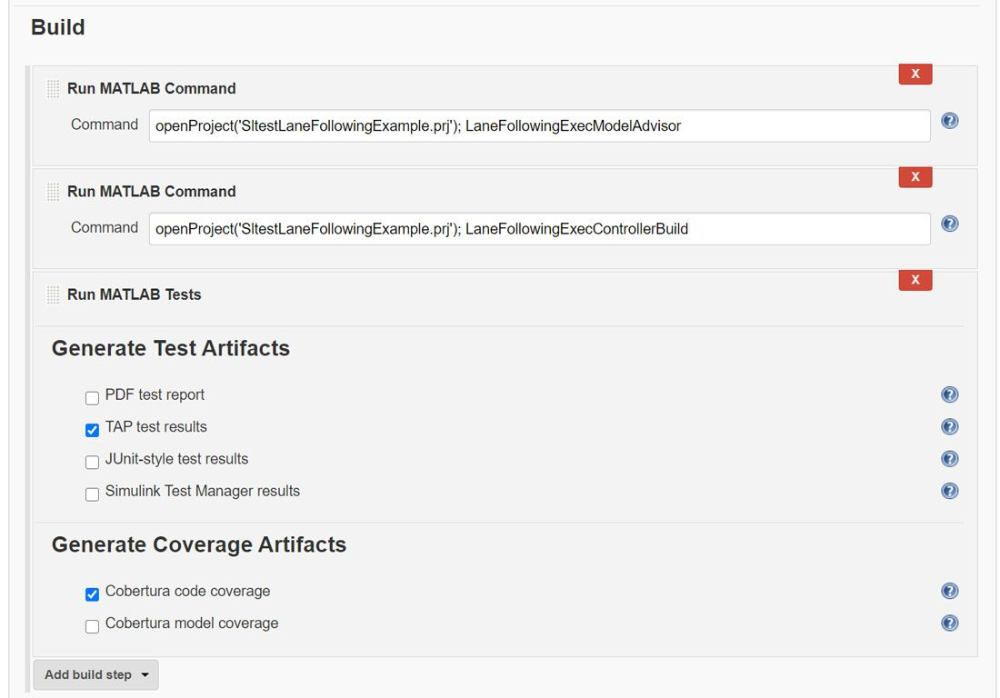 Build
Run MATLAB Command
X
Command openProject('SltestLaneFollowingExample.prj'); LaneFollowingExecModelAdvisor ?
Run MATLAB Command
X
Command openProject('SltestLaneFollowingExample.prj'); LaneFollowingExecControllerBuild ?
Run MATLAB Tests
X
Generate Test Artifacts
PDF test report ?
TAP test results ?
JUnit-style test results ?
Simulink Test Manager results ?
Generate Coverage Artifacts
Cobertura code coverage ?
Cobertura model coverage ?
Add build step